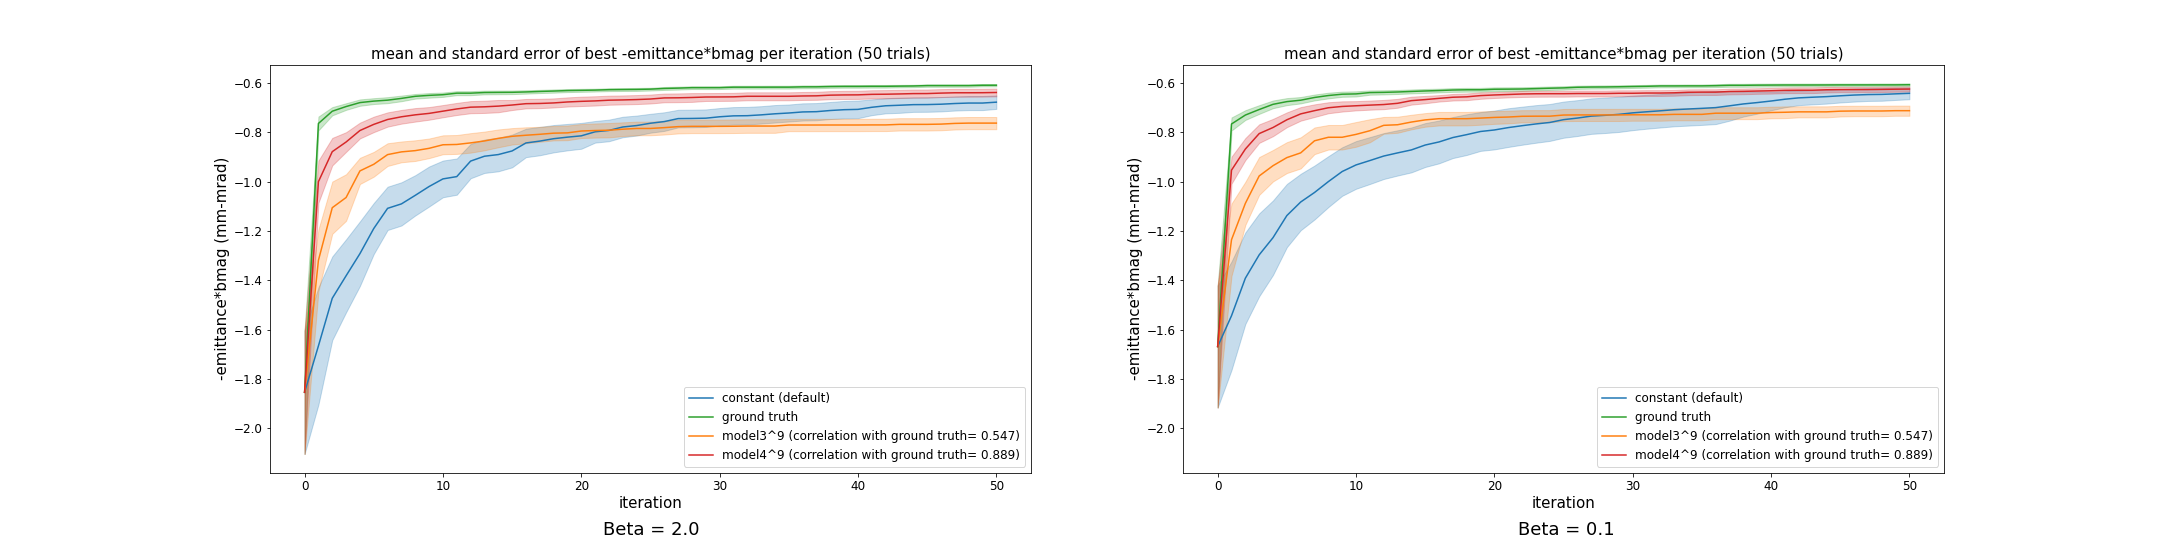 mean and standard error of best -emittance*bmag per iteration (50 trials)
-emittance*bmag (mm-mrad)
−0.6
−0.8
−1.0
−1.2
−1.4
−1.6
−1.8
−2.0
constant (default)
ground truth
model3^9 (correlation with ground truth= 0.547)
model4^9 (correlation with ground truth= 0.889)
0 10 20 30 40 50
iteration
Beta = 2.0
mean and standard error of best -emittance*bmag per iteration (50 trials)
-emittance*bmag (mm-mrad)
−0.6
−0.8
−1.0
−1.2
−1.4
−1.6
−1.8
−2.0
constant (default)
ground truth
model3^9 (correlation with ground truth= 0.547)
model4^9 (correlation with ground truth= 0.889)
0 10 20 30 40 50
iteration
Beta = 0.1